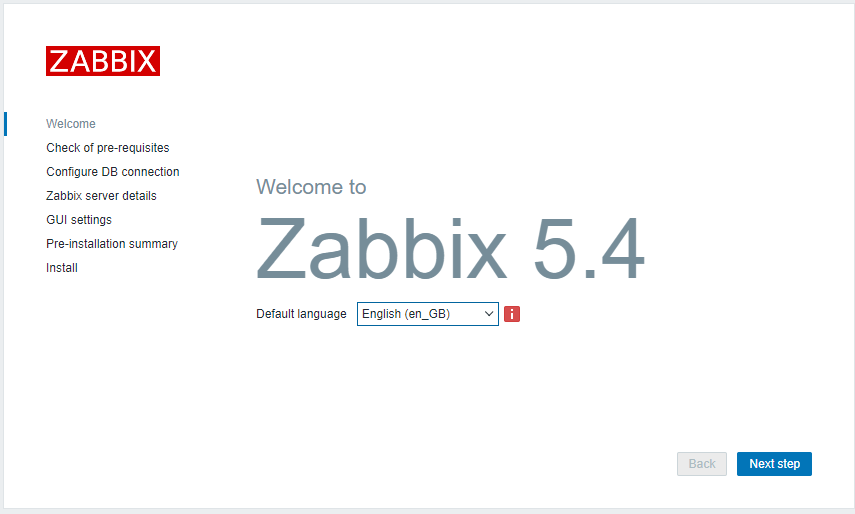 ZABBIX
Welcome
Check of pre-requisites
Configure DB connection
Zabbix server details
GUI settings
Pre-installation summary
Install
Welcome to
Zabbix 5.4
Default language English (en_GB) i
Back Next step